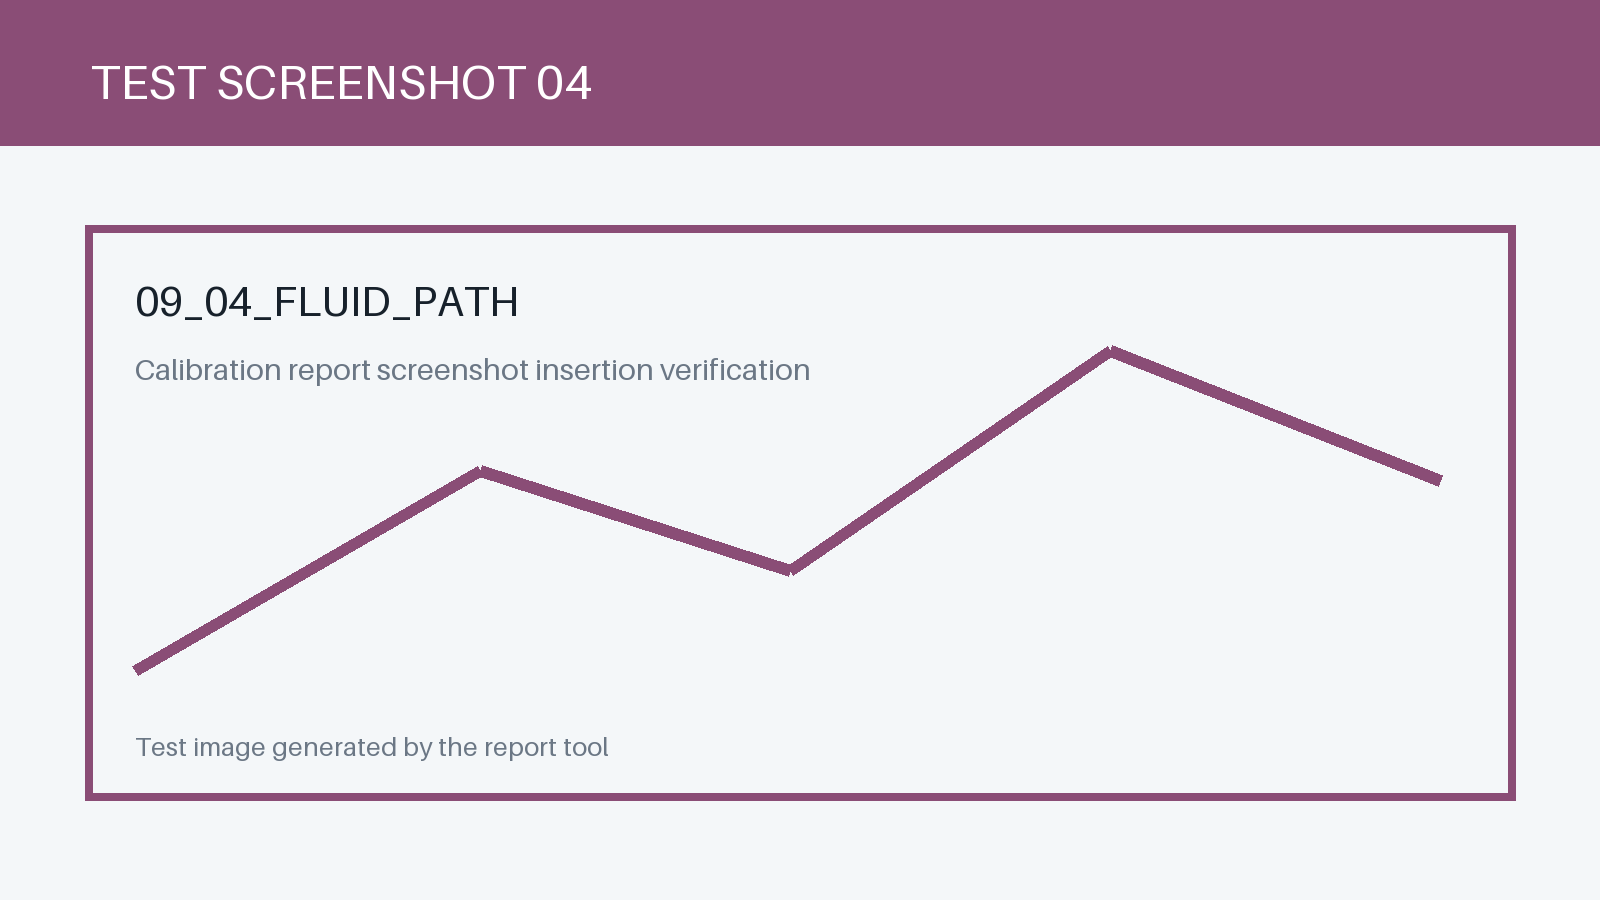 TEST SCREENSHOT 04
09_04_FLUID_PATH
Calibration report screenshot insertion verification
Test image generated by the report tool